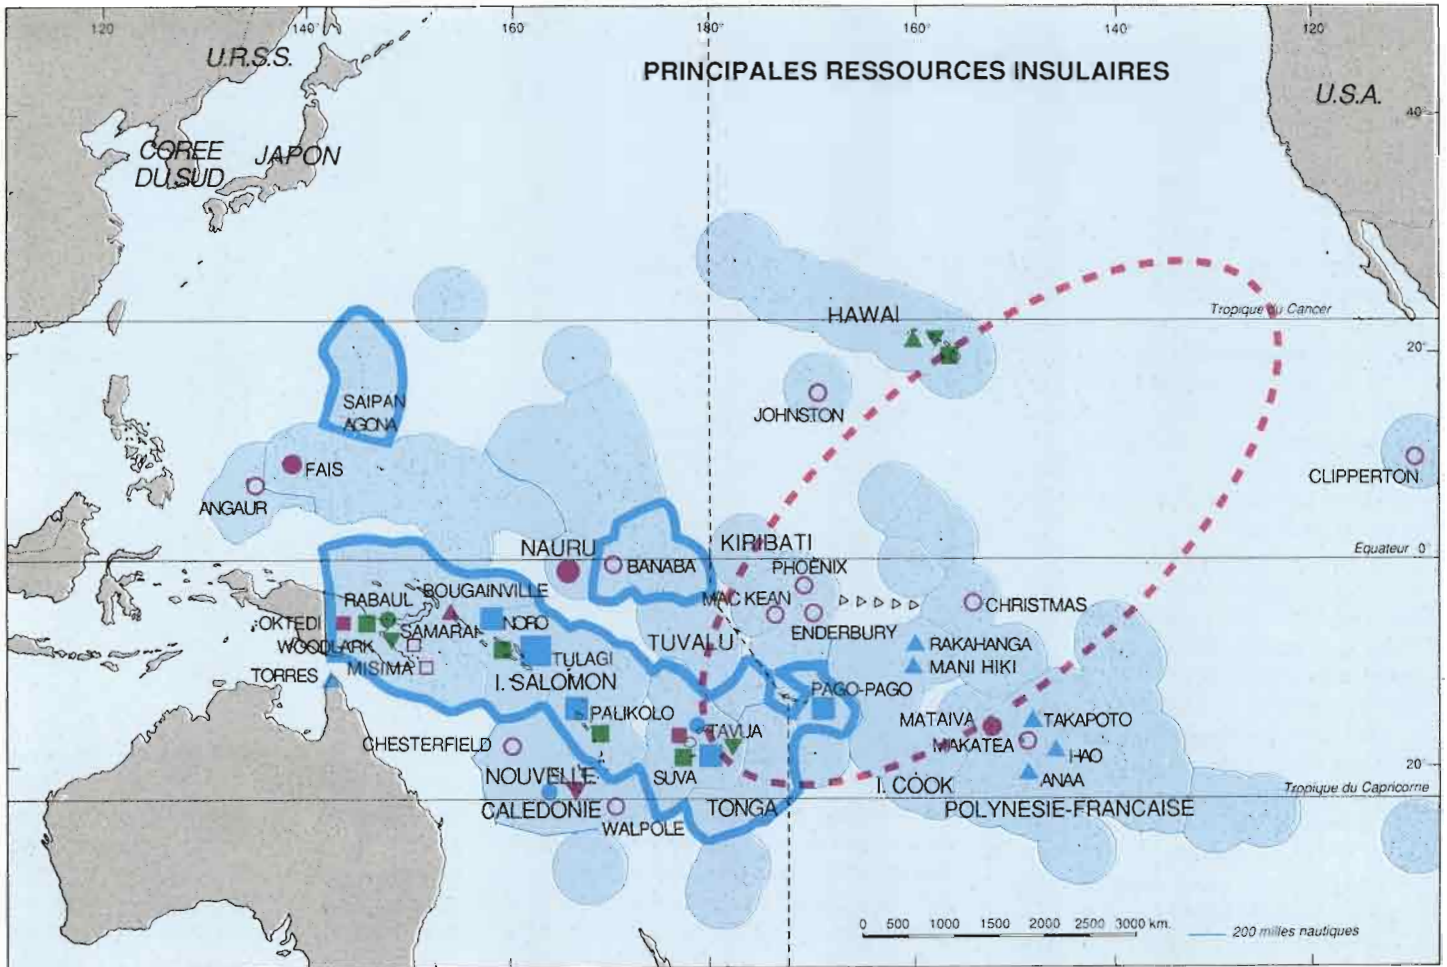 120
140°
160°
180°
160°
140°
120°
U.R.S.S.
PRINCIPALES RESSOURCES INSULAIRES
U.S.A.
40°
COREE
DU SUD
JAPON
HAWAI
Tropique du Cancer
20°
SAIPAN
AGONA
JOHNSTON
FAIS
CLIPPERTON
ANGAUR
NAURU
KIRIBATI
Equateur 0°
BANABA
PHOENIX
BOUGAINVILLE
RABAUL
MAC KEAN
CHRISTMAS
OKTEDI
NORO
SAMARAI
ENDERBURY
WOODLARK
TUVALU
RAKAHANGA
MISIMA
TULAGI
MANI HIKI
TORRES
I. SALOMON
PAGO-PAGO
PALIKOLO
MATAIVA
TAKAPOTO
TAVUA
CHESTERFIELD
MAKATEA
HAO
NOUVELLE
CALEDONIE
SUVA
ANAA
20°
I. COOK
Tropique du Capricorne
TONGA
POLYNESIE-FRANCAISE
WALPOLE
0 500 1000 1500 2000 2500 3000 km.
200 milles nautiques